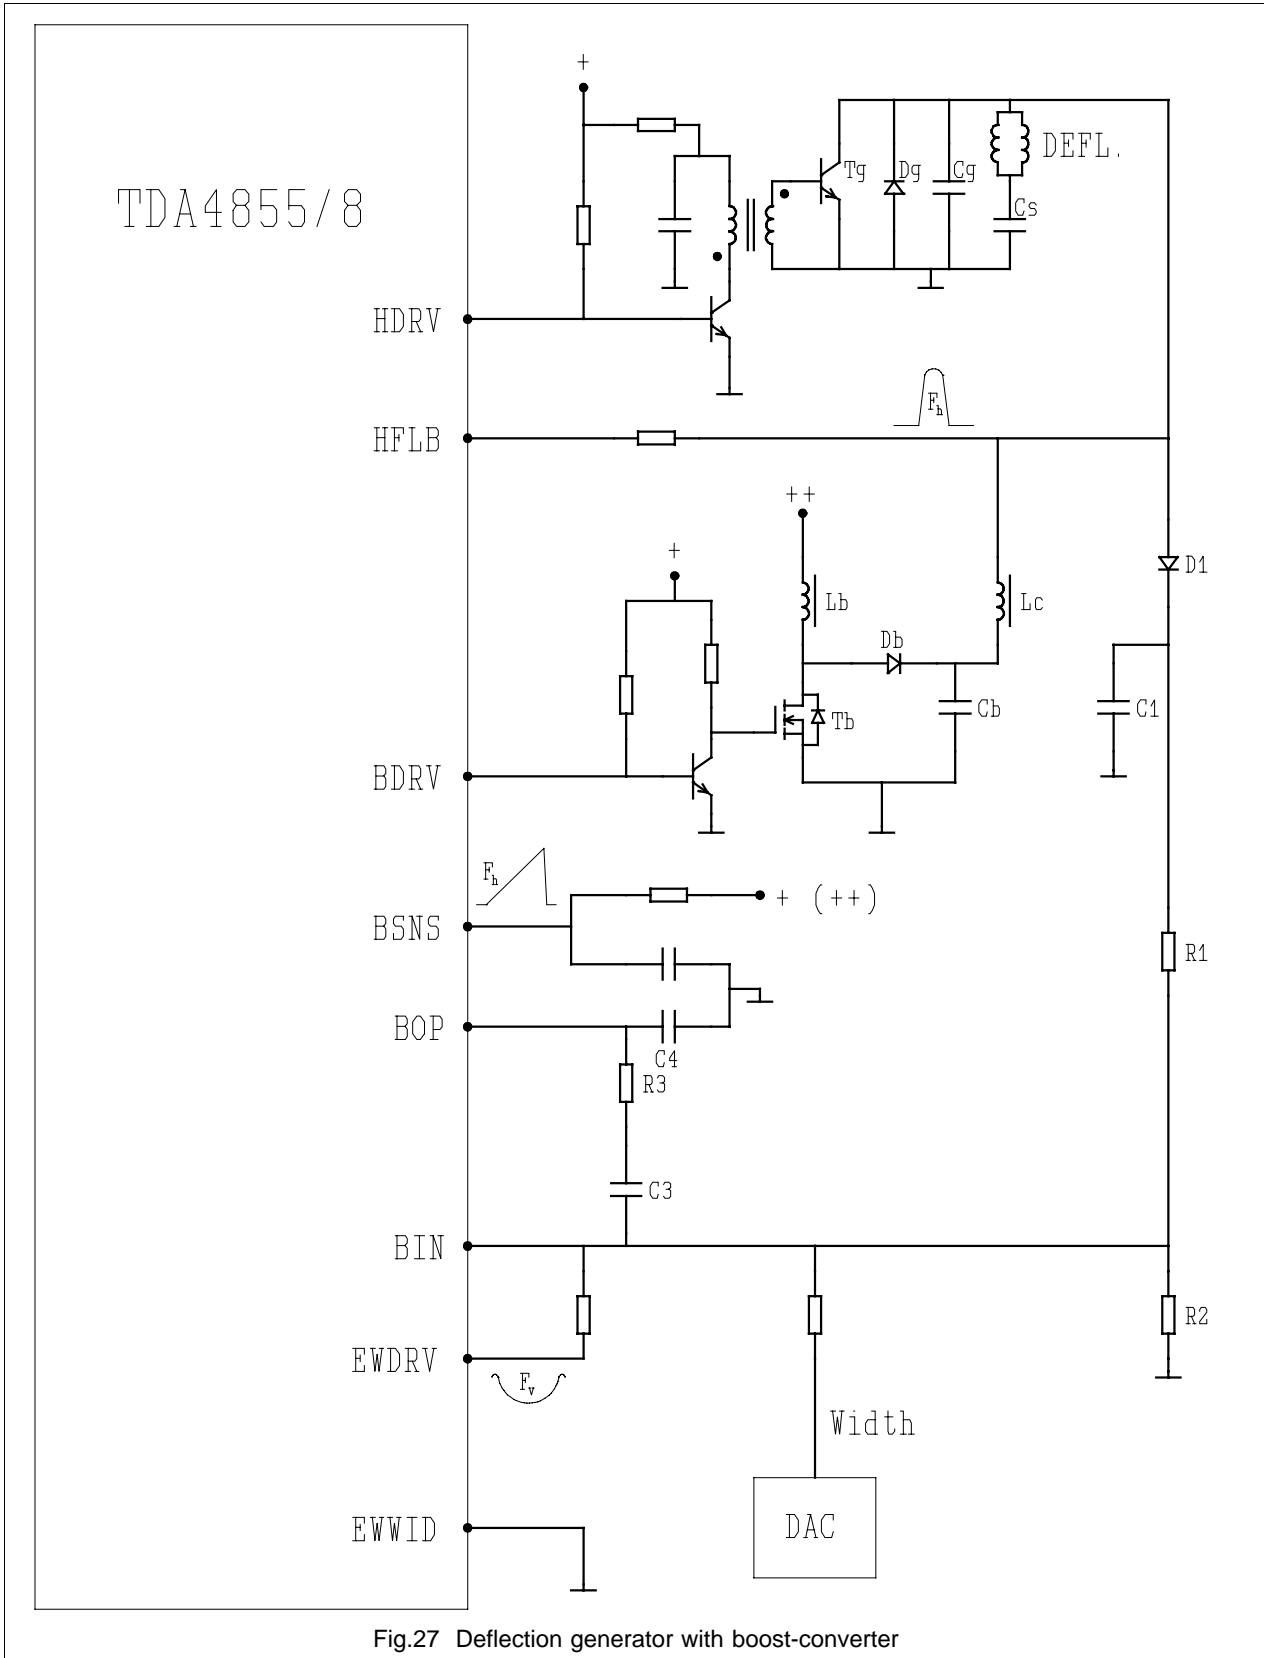 +
TDA4855/8
Tg
Dg
Cg
DEFL.
Cs
HDRV
HFLB
Fh
++
+
Lb
Lc
D1
Db
Tb
Cb
C1
BDRV
Fh
+ (++)
BSNS
R1
BOP
C4
R3
C3
BIN
R2
EWDRV
Fv
Width
DAC
EWWID
Fig.27 Deflection generator with boost-converter